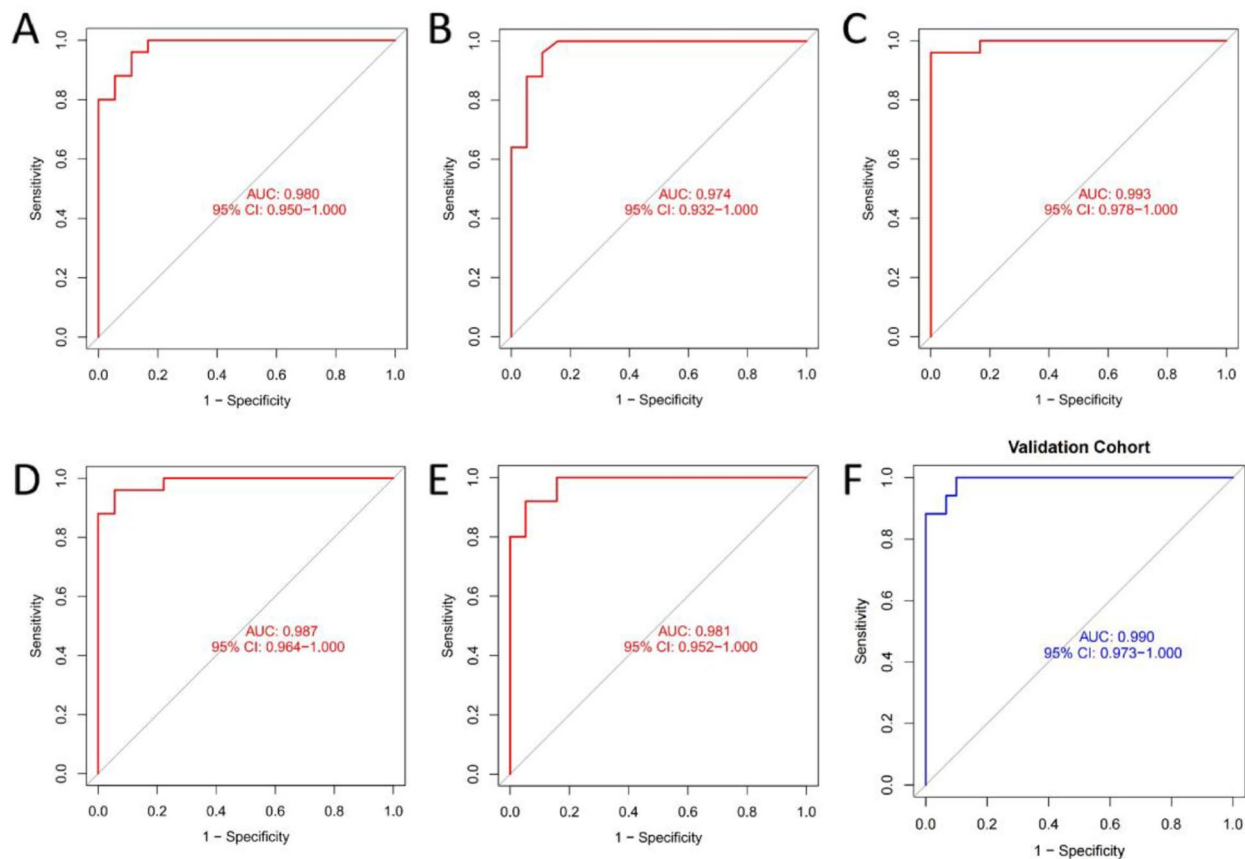 A
1.0
0.8
0.6
0.4
0.2
0.0
Sensitivity
AUC: 0.980
95% CI: 0.950−1.000
0.0 0.2 0.4 0.6 0.8 1.0
1 − Specificity
B
1.0
0.8
0.6
0.4
0.2
0.0
Sensitivity
AUC: 0.974
95% CI: 0.932−1.000
0.0 0.2 0.4 0.6 0.8 1.0
1 − Specificity
C
1.0
0.8
0.6
0.4
0.2
0.0
Sensitivity
AUC: 0.993
95% CI: 0.978−1.000
0.0 0.2 0.4 0.6 0.8 1.0
1 − Specificity
D
1.0
0.8
0.6
0.4
0.2
0.0
Sensitivity
AUC: 0.987
95% CI: 0.964−1.000
0.0 0.2 0.4 0.6 0.8 1.0
1 − Specificity
E
1.0
0.8
0.6
0.4
0.2
0.0
Sensitivity
AUC: 0.981
95% CI: 0.952−1.000
0.0 0.2 0.4 0.6 0.8 1.0
1 − Specificity
Validation Cohort
F
1.0
0.8
0.6
0.4
0.2
0.0
Sensitivity
AUC: 0.990
95% CI: 0.973−1.000
0.0 0.2 0.4 0.6 0.8 1.0
1 − Specificity